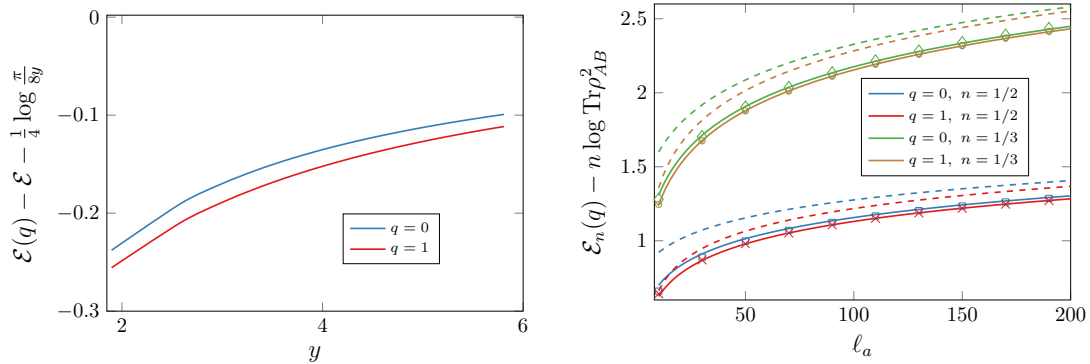 0
−0.1
−0.2
−0.3
2
4
6
y
ℰ(q) − ℰ − 1/4 log π/8y
q = 0
q = 1
2.5
2
1.5
1
50
100
150
200
ℓ_a
ℰ_n(q) − n log Trρ²_AB
q = 0, n = 1/2
q = 1, n = 1/2
q = 0, n = 1/3
q = 1, n = 1/3